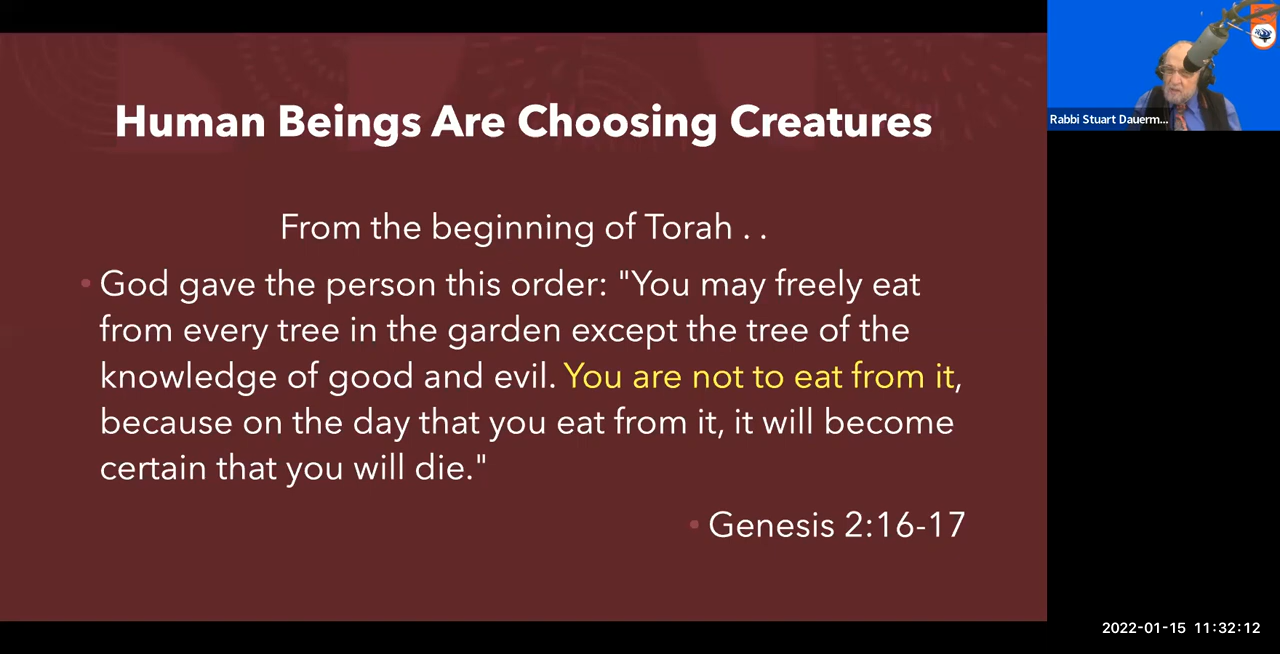 Human Beings Are Choosing Creatures
From the beginning of Torah . .
• God gave the person this order: "You may freely eat
from every tree in the garden except the tree of the
knowledge of good and evil. You are not to eat from it,
because on the day that you eat from it, it will become
certain that you will die."
• Genesis 2:16-17
Rabbi Stuart Dauerm...
2022-01-15 11:32:12